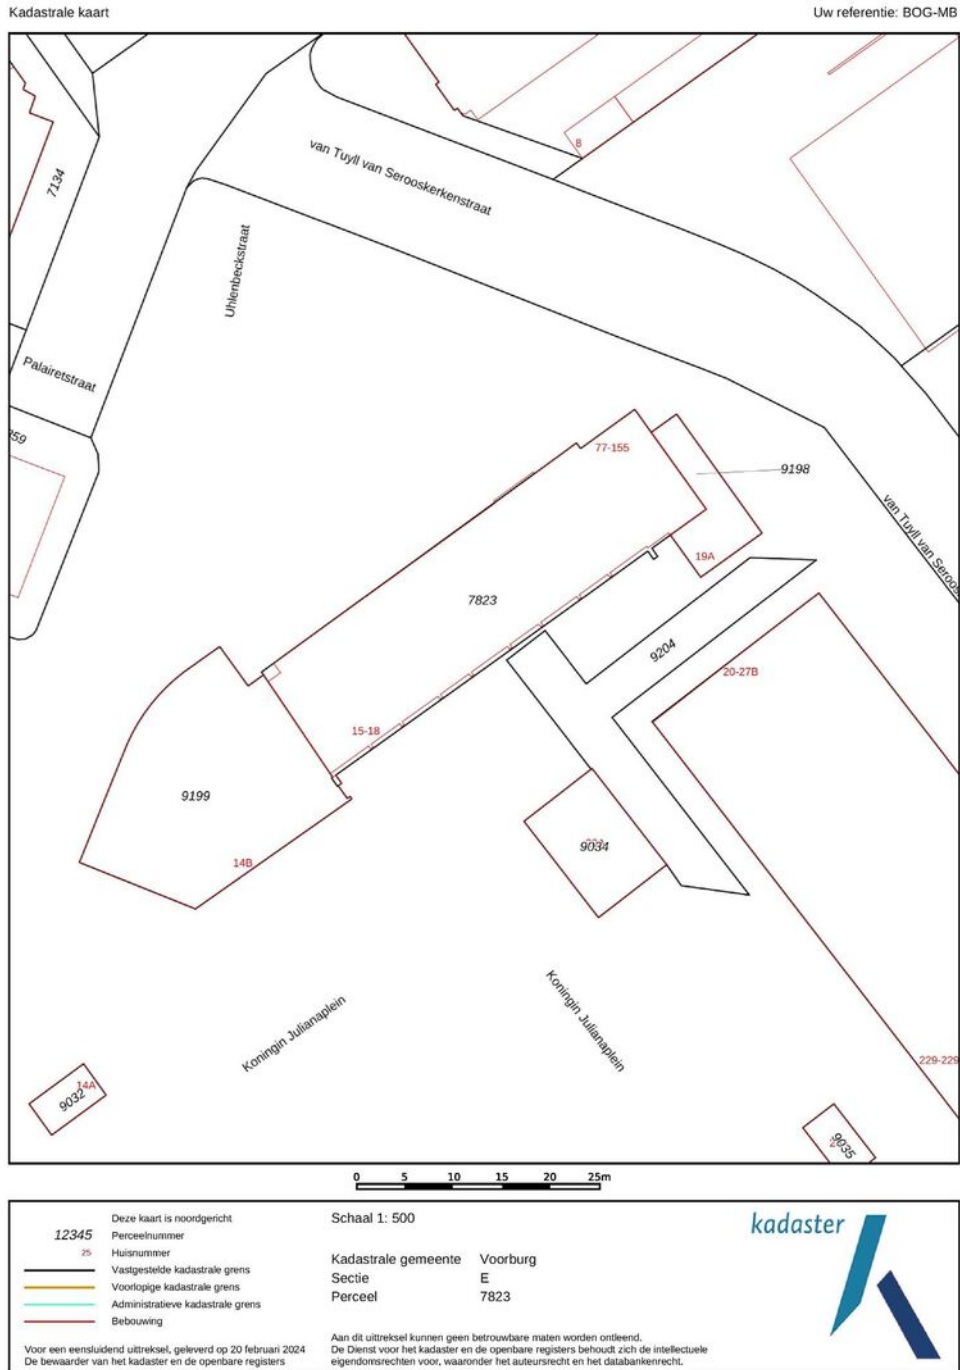 Kadastrale kaart
Uw referentie: BOG-MB
8
van Tuyll van Serooskerkenstraat
7134
Uhlenbeckstraat
Palairetstraat
77-155
9198
van Tuyll van Seroos
19A
7823
9204
20-27B
15-18
9199
9034
14B
Koningin Julianaplein
Koningin Julianaplein
229-229
14A
9032
9035
0 5 10 15 20 25m
Deze kaart is noordgericht
12345 Perceelnummer
25 Huisnummer
Vastgestelde kadastrale grens
Voorlopige kadastrale grens
Administratieve kadastrale grens
Bebouwing
Voor een eensluidend uittreksel, geleverd op 20 februari 2024
De bewaarder van het kadaster en de openbare registers
Schaal 1: 500
Kadastrale gemeente Voorburg
Sectie E
Perceel 7823
Aan dit uittreksel kunnen geen betrouwbare maten worden ontleend.
De Dienst voor het kadaster en de openbare registers behoudt zich de intellectuele
eigendomsrechten voor, waaronder het auteursrecht en het databankenrecht.
kadaster